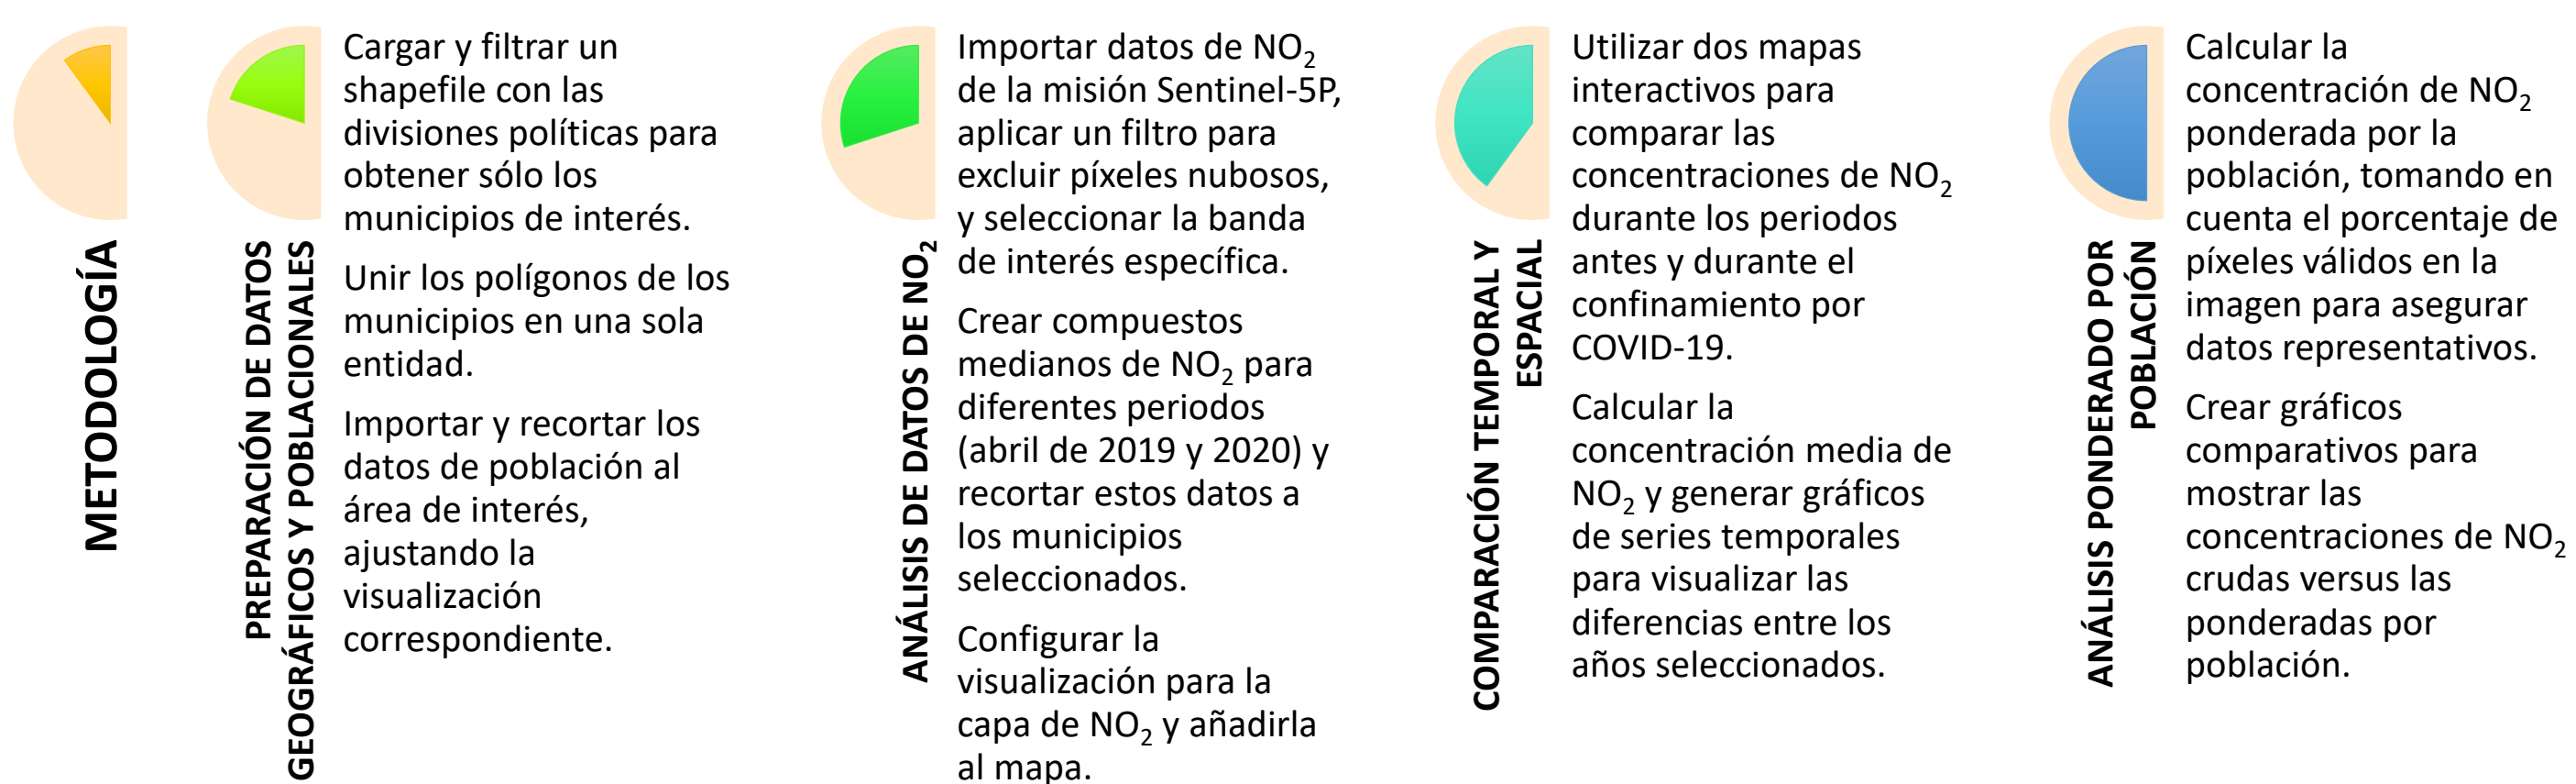 METODOLOGÍA
PREPARACIÓN DE DATOS
GEOGRÁFICOS Y POBLACIONALES
Cargar y filtrar un
shapefile con las
divisiones políticas para
obtener sólo los
municipios de interés.
Unir los polígonos de los
municipios en una sola
entidad.
Importar y recortar los
datos de población al
área de interés,
ajustando la
visualización
correspondiente.
ANÁLISIS DE DATOS DE NO₂
Importar datos de NO₂
de la misión Sentinel-5P,
aplicar un filtro para
excluir píxeles nubosos,
y seleccionar la banda
de interés específica.
Crear compuestos
medianos de NO₂ para
diferentes periodos
(abril de 2019 y 2020) y
recortar estos datos a
los municipios
seleccionados.
Configurar la
visualización para la
capa de NO₂ y añadirla
al mapa.
COMPARACIÓN TEMPORAL Y
ESPACIAL
Utilizar dos mapas
interactivos para
comparar las
concentraciones de NO₂
durante los periodos
antes y durante el
confinamiento por
COVID-19.
Calcular la
concentración media de
NO₂ y generar gráficos
de series temporales
para visualizar las
diferencias entre los
años seleccionados.
ANÁLISIS PONDERADO POR
POBLACIÓN
Calcular la
concentración de NO₂
ponderada por la
población, tomando en
cuenta el porcentaje de
píxeles válidos en la
imagen para asegurar
datos representativos.
Crear gráficos
comparativos para
mostrar las
concentraciones de NO₂
crudas versus las
ponderadas por
población.